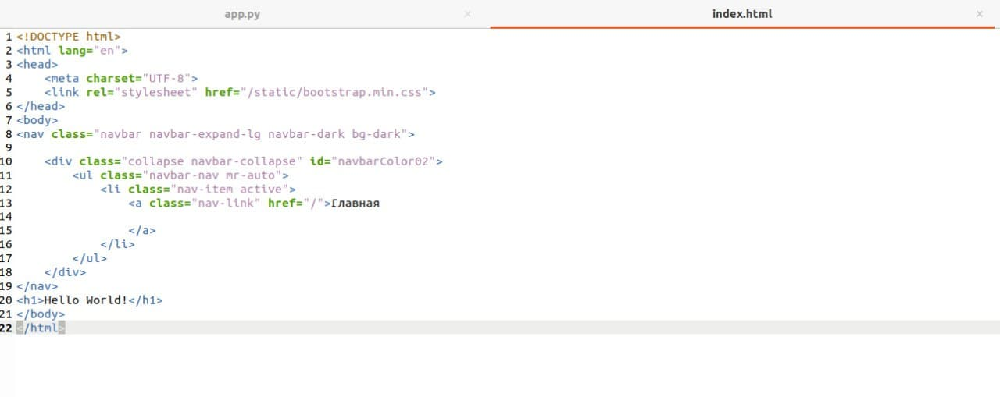 app.py × index.html ×
1 <!DOCTYPE html>
2 <html lang="en">
3 <head>
4     <meta charset="UTF-8">
5     <link rel="stylesheet" href="/static/bootstrap.min.css">
6 </head>
7 <body>
8 <nav class="navbar navbar-expand-lg navbar-dark bg-dark">
9
10     <div class="collapse navbar-collapse" id="navbarColor02">
11         <ul class="navbar-nav mr-auto">
12             <li class="nav-item active">
13                 <a class="nav-link" href="/">Главная
14
15                 </a>
16             </li>
17         </ul>
18     </div>
19 </nav>
20 <h1>Hello World!</h1>
21 </body>
22 </html>